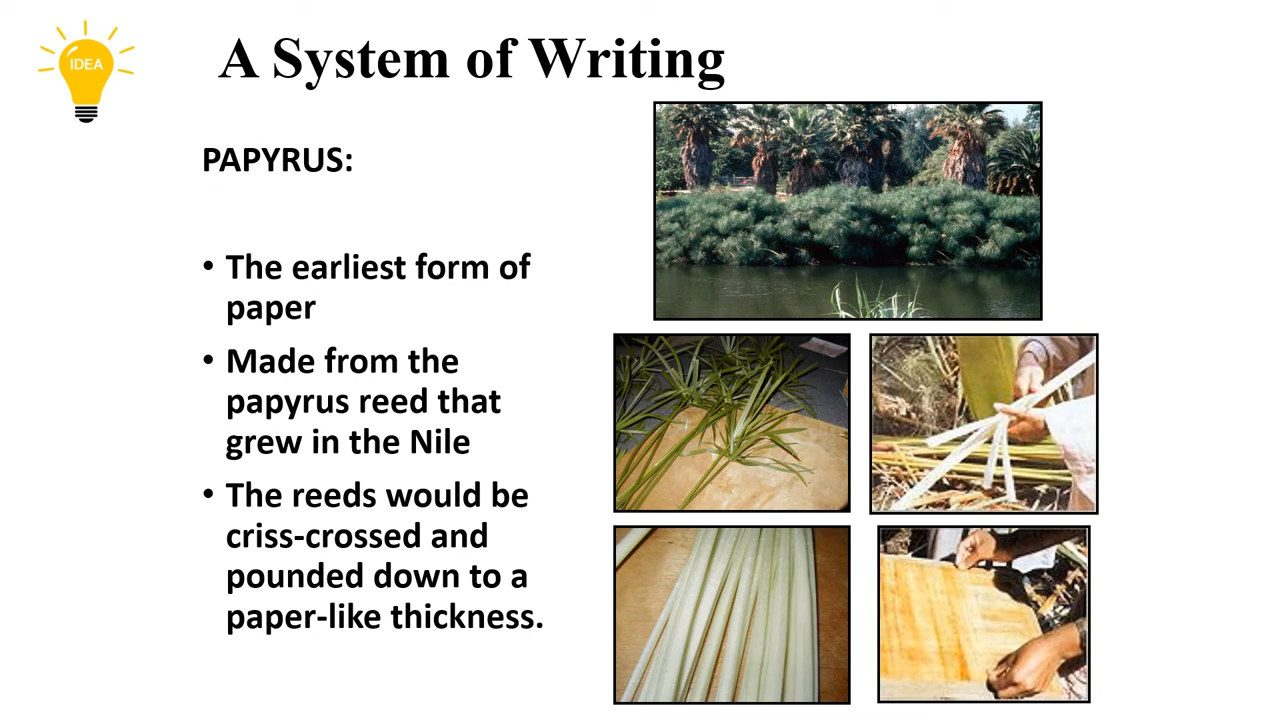 IDEA
A System of Writing
PAPYRUS:
• The earliest form of
paper
• Made from the
papyrus reed that
grew in the Nile
• The reeds would be
criss-crossed and
pounded down to a
paper-like thickness.